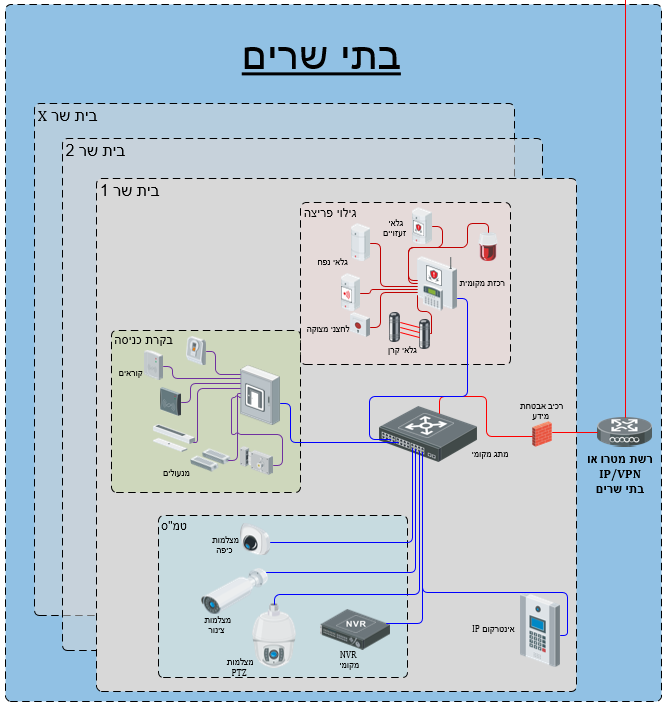 בתי שרים
בית שר X
בית שר 2
בית שר 1
גילוי פריצה
גלאי
זעזויים
גלאי נפח
רכזת מקומית
לחצני מצוקה
גלאי קרן
בקרת כניסה
קוראים
מנעולים
מתג מקומי
רכיב אבטחת
מידע
רשת מטרו או
IP/VPN
בתי שרים
טמ"ס
מצלמות
כיפה
מצלמות
צינור
מצלמות
PTZ
NVR
NVR
מקומי
אינטרקום IP